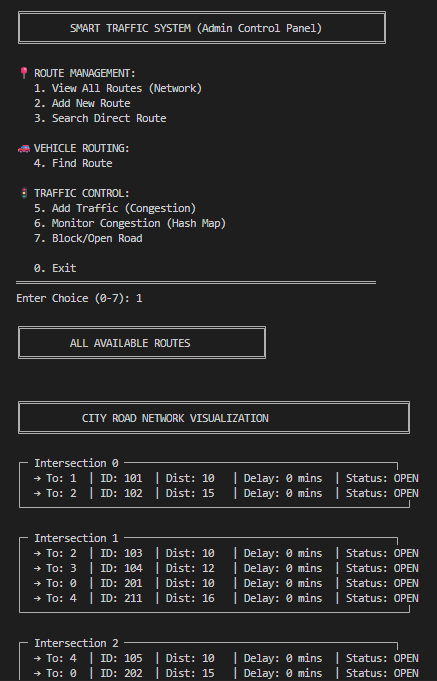 SMART TRAFFIC SYSTEM (Admin Control Panel)
📍 ROUTE MANAGEMENT:
1. View All Routes (Network)
2. Add New Route
3. Search Direct Route
🚗 VEHICLE ROUTING:
4. Find Route
🚦 TRAFFIC CONTROL:
5. Add Traffic (Congestion)
6. Monitor Congestion (Hash Map)
7. Block/Open Road
0. Exit
Enter Choice (0-7): 1
ALL AVAILABLE ROUTES
CITY ROAD NETWORK VISUALIZATION
Intersection 0
→ To: 1 | ID: 101 | Dist: 10 | Delay: 0 mins | Status: OPEN
→ To: 2 | ID: 102 | Dist: 15 | Delay: 0 mins | Status: OPEN
Intersection 1
→ To: 2 | ID: 103 | Dist: 10 | Delay: 0 mins | Status: OPEN
→ To: 3 | ID: 104 | Dist: 12 | Delay: 0 mins | Status: OPEN
→ To: 0 | ID: 201 | Dist: 10 | Delay: 0 mins | Status: OPEN
→ To: 4 | ID: 211 | Dist: 16 | Delay: 0 mins | Status: OPEN
Intersection 2
→ To: 4 | ID: 105 | Dist: 10 | Delay: 0 mins | Status: OPEN
→ To: 0 | ID: 202 | Dist: 15 | Delay: 0 mins | Status: OPEN